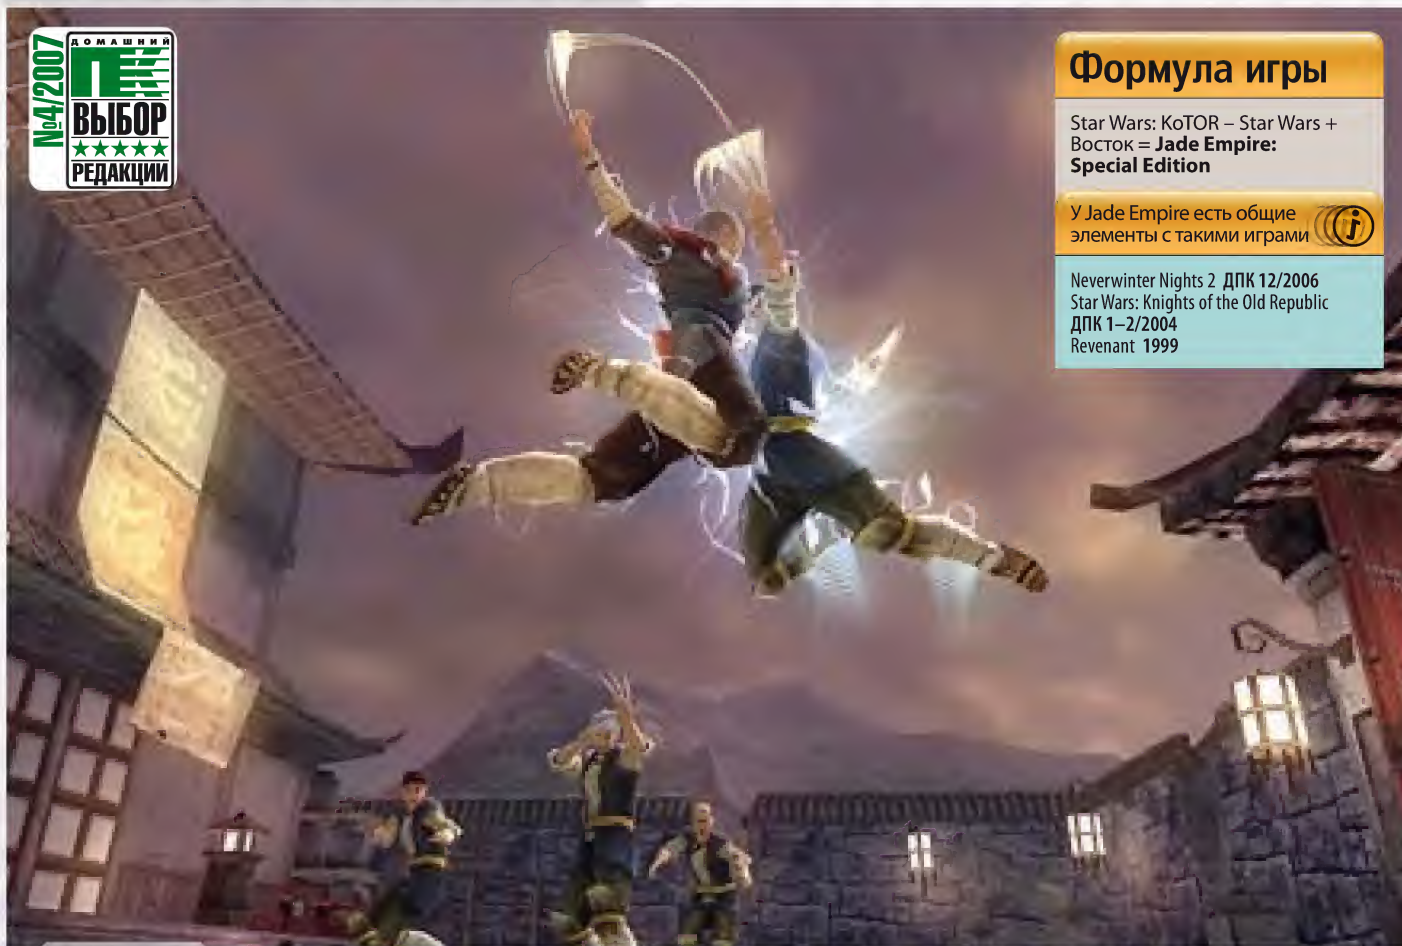 №4/2007
ДОМАШНИЙ
ПК
ВЫБОР
РЕДАКЦИИ
Формула игры
Star Wars: KoTOR – Star Wars +
Восток = Jade Empire:
Special Edition
У Jade Empire есть общие
элементы с такими играми
Neverwinter Nights 2 ДПК 12/2006
Star Wars: Knights of the Old Republic
ДПК 1–2/2004
Revenant 1999